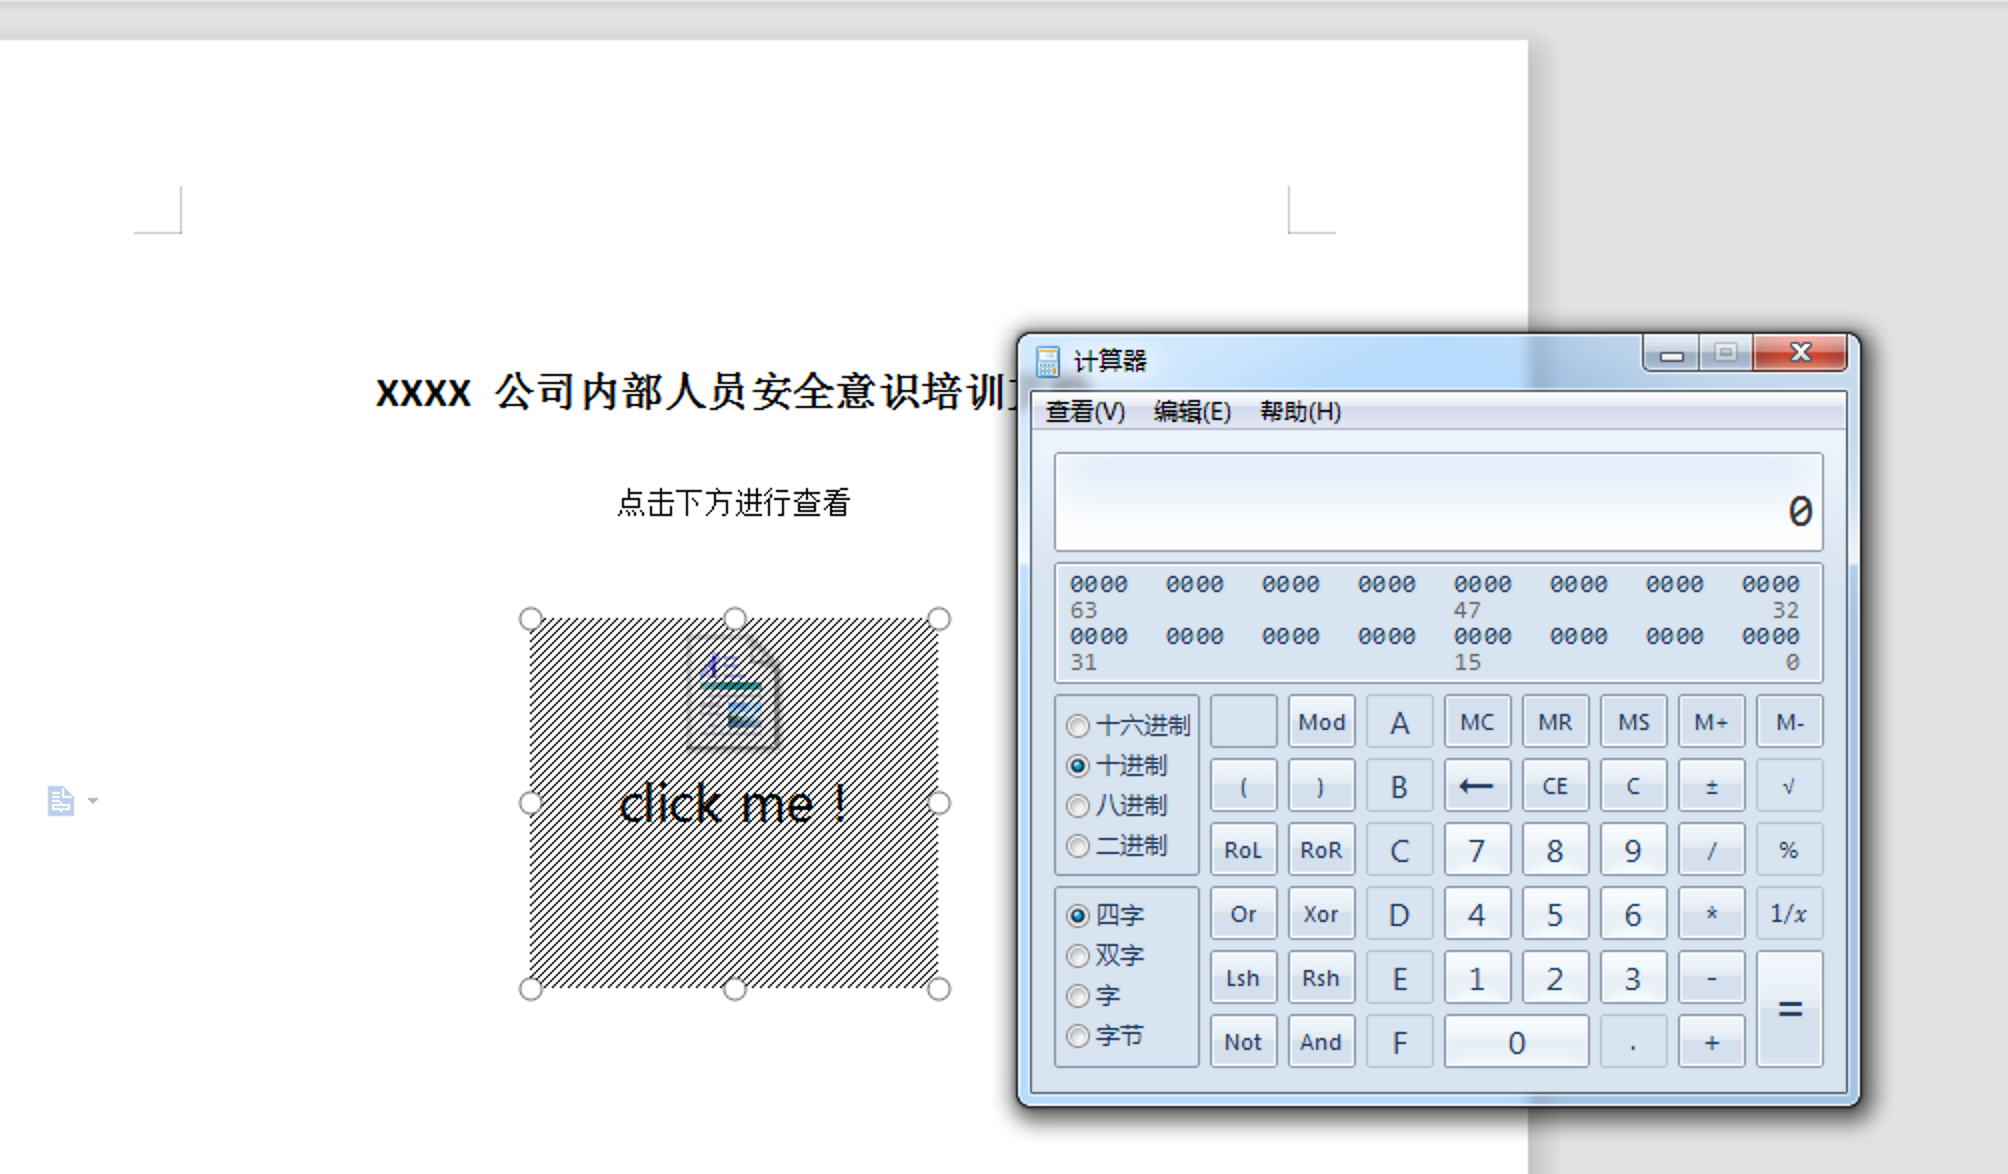 XXXX 公司内部人员安全意识培训
点击下方进行查看
click me !
计算器
查看(V) 编辑(E) 帮助(H)
0
0000 0000 0000 0000 0000 0000 0000 0000
63 47 32
0000 0000 0000 0000 0000 0000 0000 0000
31 15 0
十六进制
十进制
八进制
二进制
四字
双字
字
字节
Mod A MC MR MS M+ M-
( ) B ← CE C ± √
RoL RoR C 7 8 9 / %
Or Xor D 4 5 6 * 1/x
Lsh Rsh E 1 2 3 - =
Not And F 0 . +